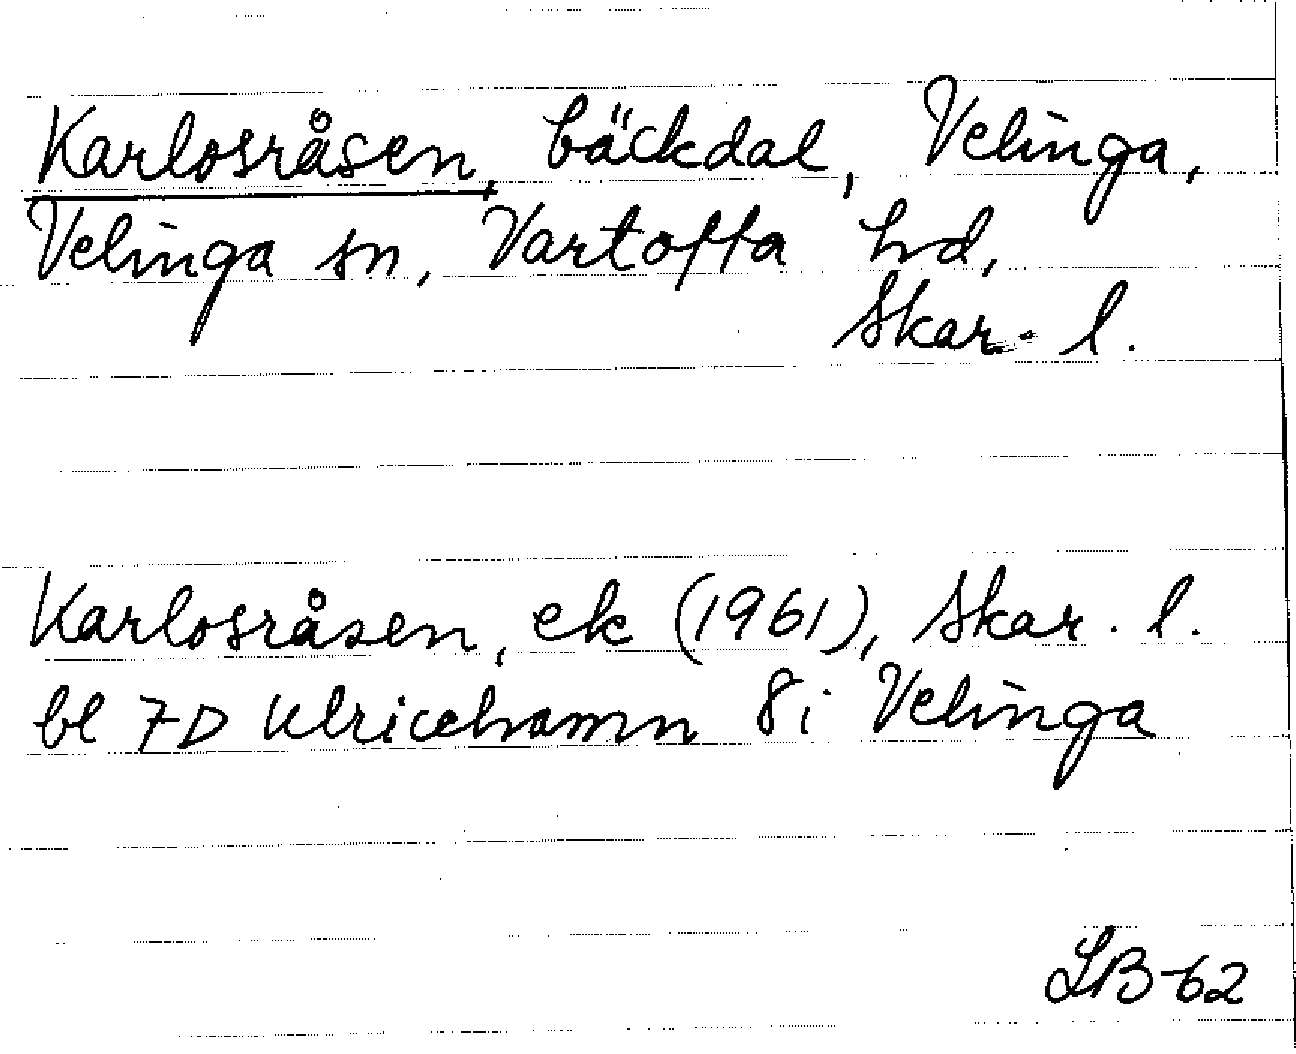 Karlosråsen, bäckdal, Velinga,
Velinga sn, Vartofta hd,
Skar. l.
Karlosråsen, ek (1961), Skar. l.
bl 7D Ulricehamn 8i Velinga
LB-62